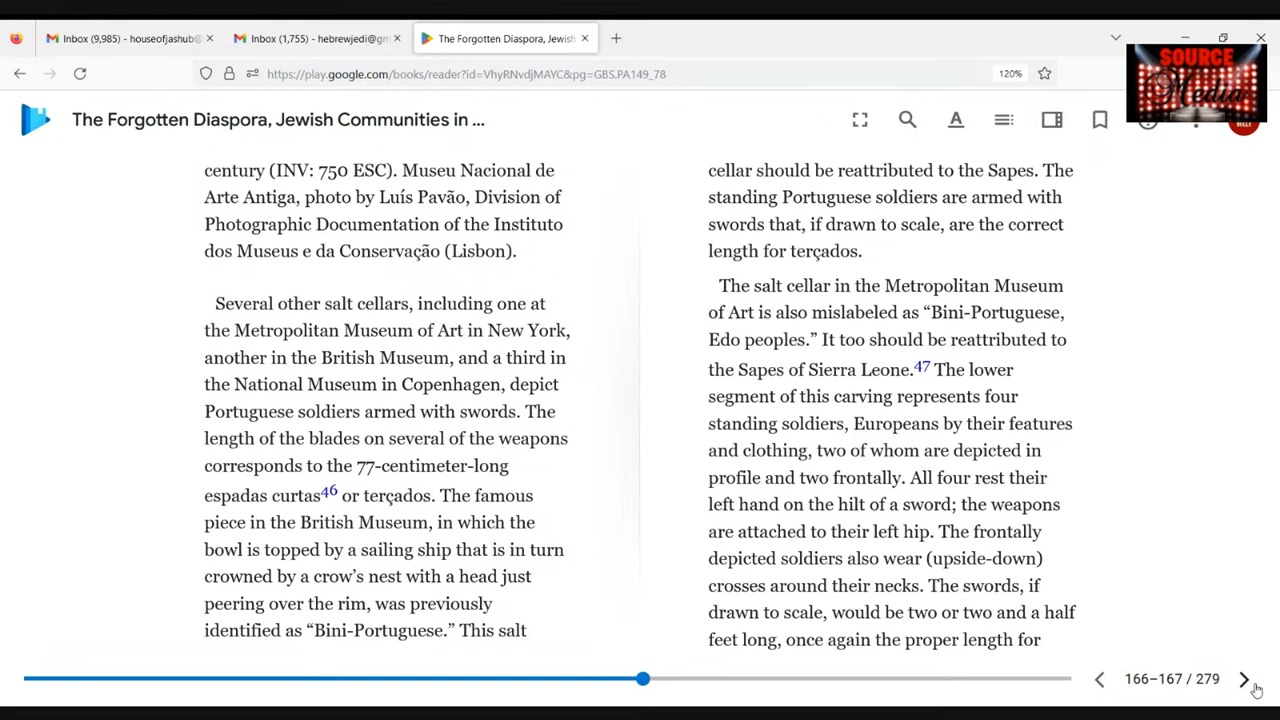 Inbox (9,985) - houseofjashub@
Inbox (1,755) - hebrewjedi@gm
The Forgotten Diaspora, Jewish
https://play.google.com/books/reader?id=VhyRNvdjMAYC&pg=GBS.PA149_78
120%
SOURCE
Media
The Forgotten Diaspora, Jewish Communities in ...
century (INV: 750 ESC). Museu Nacional de
Arte Antiga, photo by Luís Pavão, Division of
Photographic Documentation of the Instituto
dos Museus e da Conservação (Lisbon).
Several other salt cellars, including one at
the Metropolitan Museum of Art in New York,
another in the British Museum, and a third in
the National Museum in Copenhagen, depict
Portuguese soldiers armed with swords. The
length of the blades on several of the weapons
corresponds to the 77-centimeter-long
espadas curtas46 or terçados. The famous
piece in the British Museum, in which the
bowl is topped by a sailing ship that is in turn
crowned by a crow’s nest with a head just
peering over the rim, was previously
identified as “Bini-Portuguese.” This salt
cellar should be reattributed to the Sapes. The
standing Portuguese soldiers are armed with
swords that, if drawn to scale, are the correct
length for terçados.
The salt cellar in the Metropolitan Museum
of Art is also mislabeled as “Bini-Portuguese,
Edo peoples.” It too should be reattributed to
the Sapes of Sierra Leone.47 The lower
segment of this carving represents four
standing soldiers, Europeans by their features
and clothing, two of whom are depicted in
profile and two frontally. All four rest their
left hand on the hilt of a sword; the weapons
are attached to their left hip. The frontally
depicted soldiers also wear (upside-down)
crosses around their necks. The swords, if
drawn to scale, would be two or two and a half
feet long, once again the proper length for
166–167 / 279